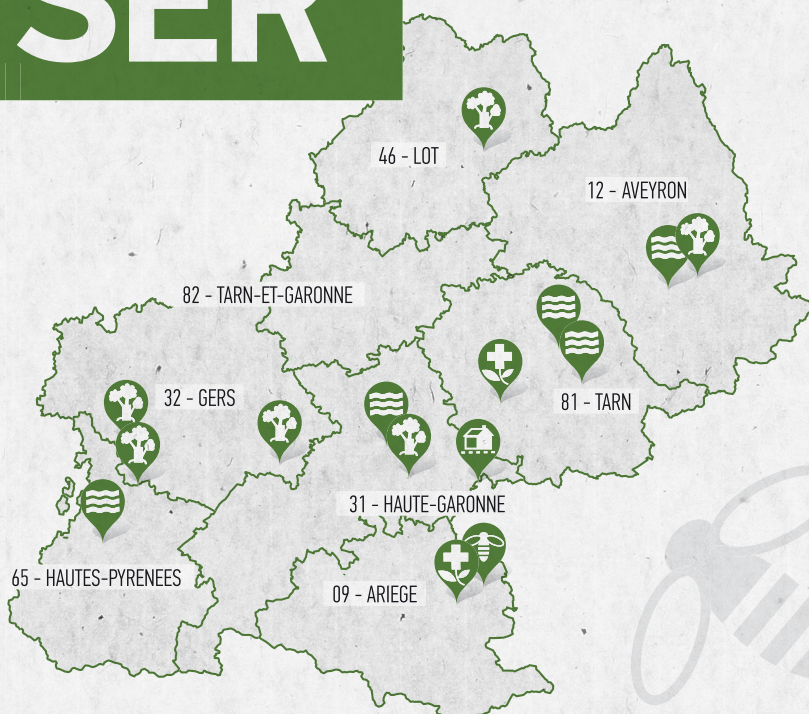 SER
46 - LOT
12 - AVEYRON
82 - TARN-ET-GARONNE
32 - GERS
81 - TARN
31 - HAUTE-GARONNE
65 - HAUTES-PYRENEES
09 - ARIEGE